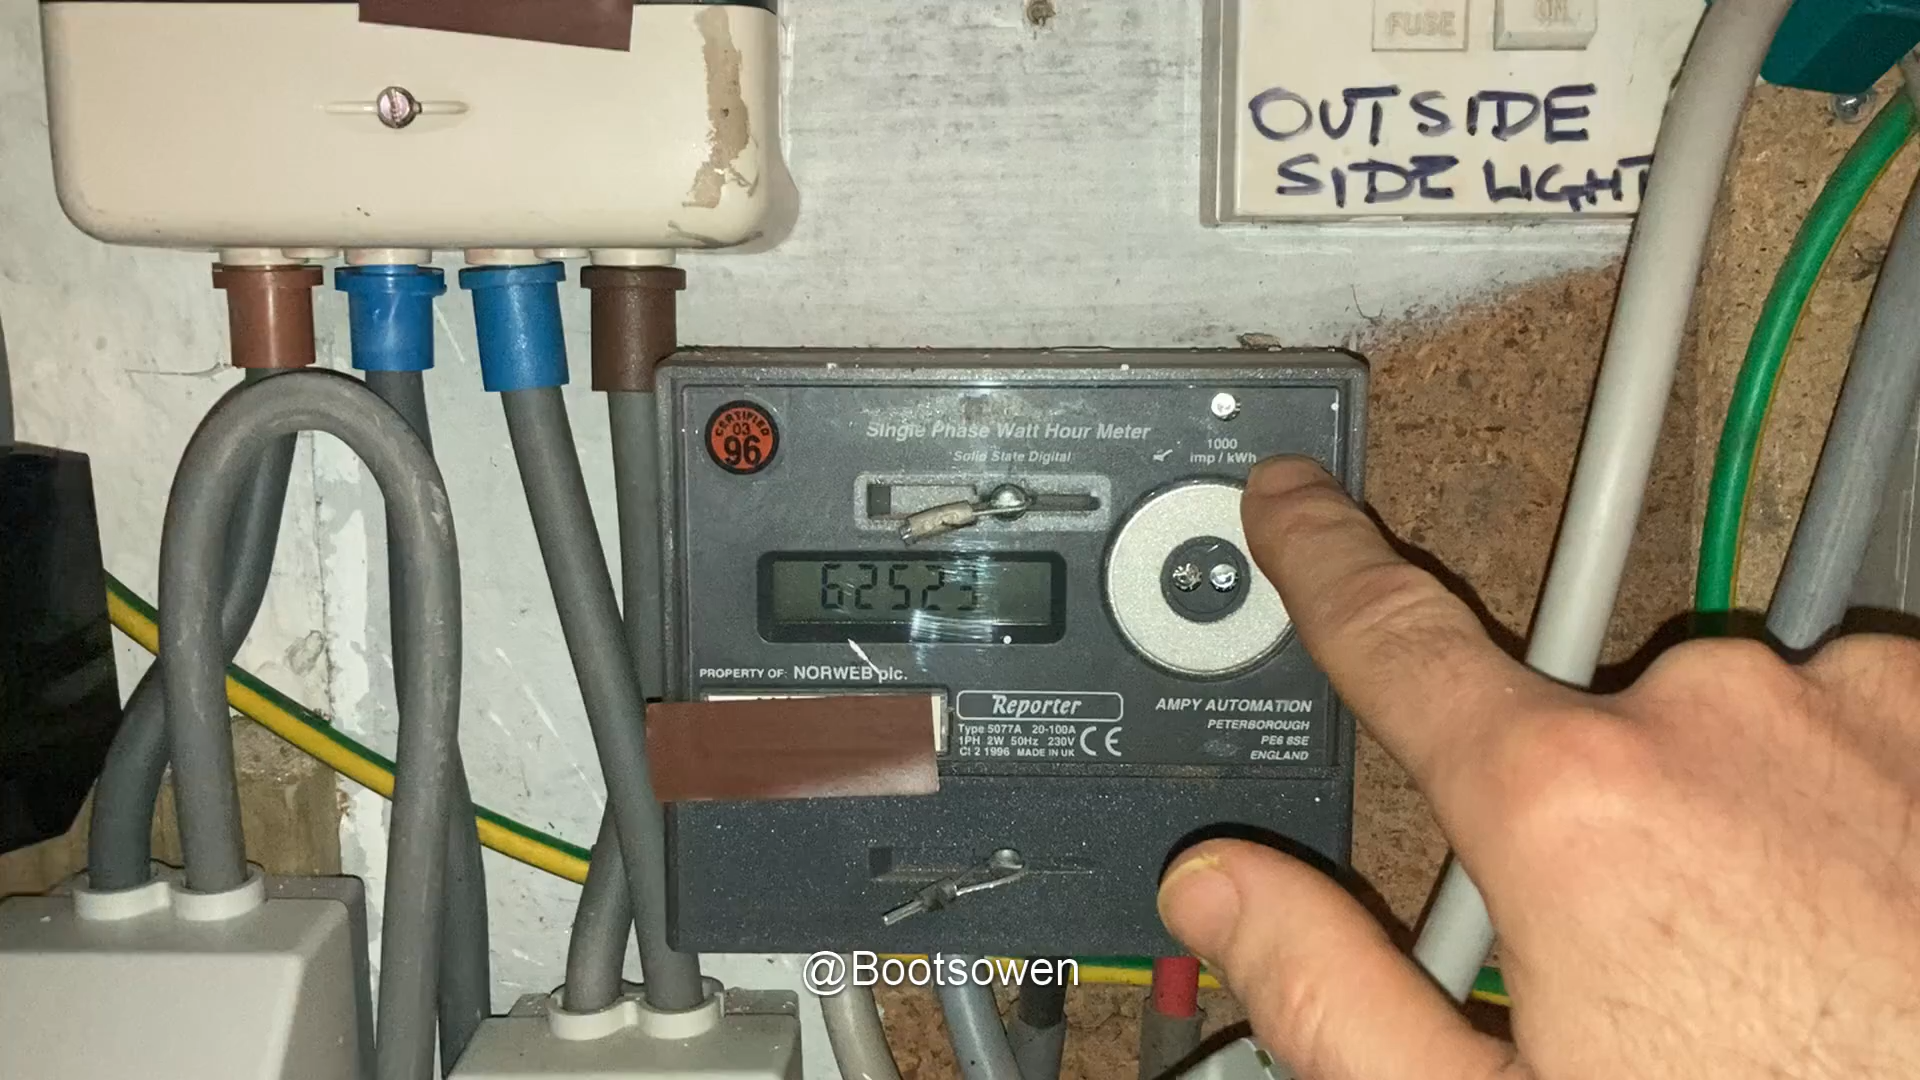 FUSE
ON
OUTSIDE
SIDE LIGHT
CERTIFIED
03
96
Single Phase Watt Hour Meter
Solid State Digital
1000
imp / kWh
62523
PROPERTY OF: NORWEB plc.
Reporter
Type 5077A 20-100A
1PH 2W 50Hz 230V
Cl 2 1996 MADE IN UK
CE
AMPY AUTOMATION
PETERBOROUGH
PE6 8SE
ENGLAND
@Bootsowen